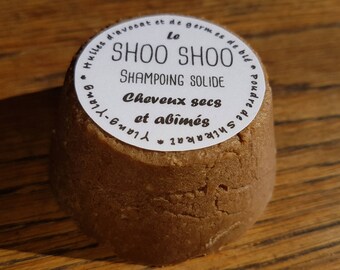 Huiles d'avocat et de germes de blé • Poudre de Shikakai • Ylang-Ylang •
Le
SHOO SHOO
SHAMPOING SOLIDE
Cheveux secs
et abîmés